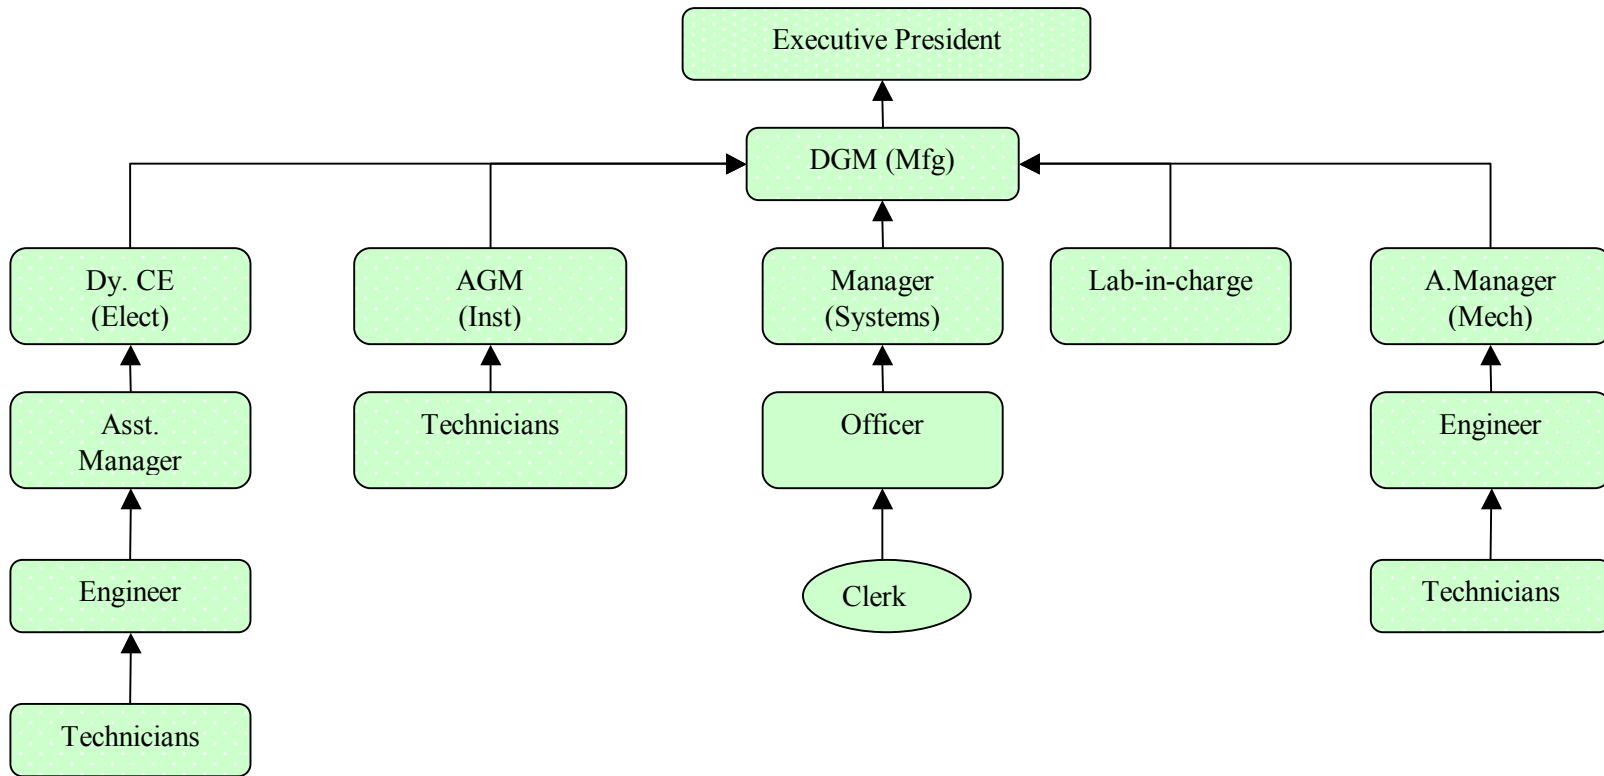 Executive President
DGM (Mfg)
Dy. CE
(Elect)
AGM
(Inst)
Manager
(Systems)
Lab-in-charge
A.Manager
(Mech)
Asst.
Manager
Technicians
Officer
Engineer
Engineer
Clerk
Technicians
Technicians